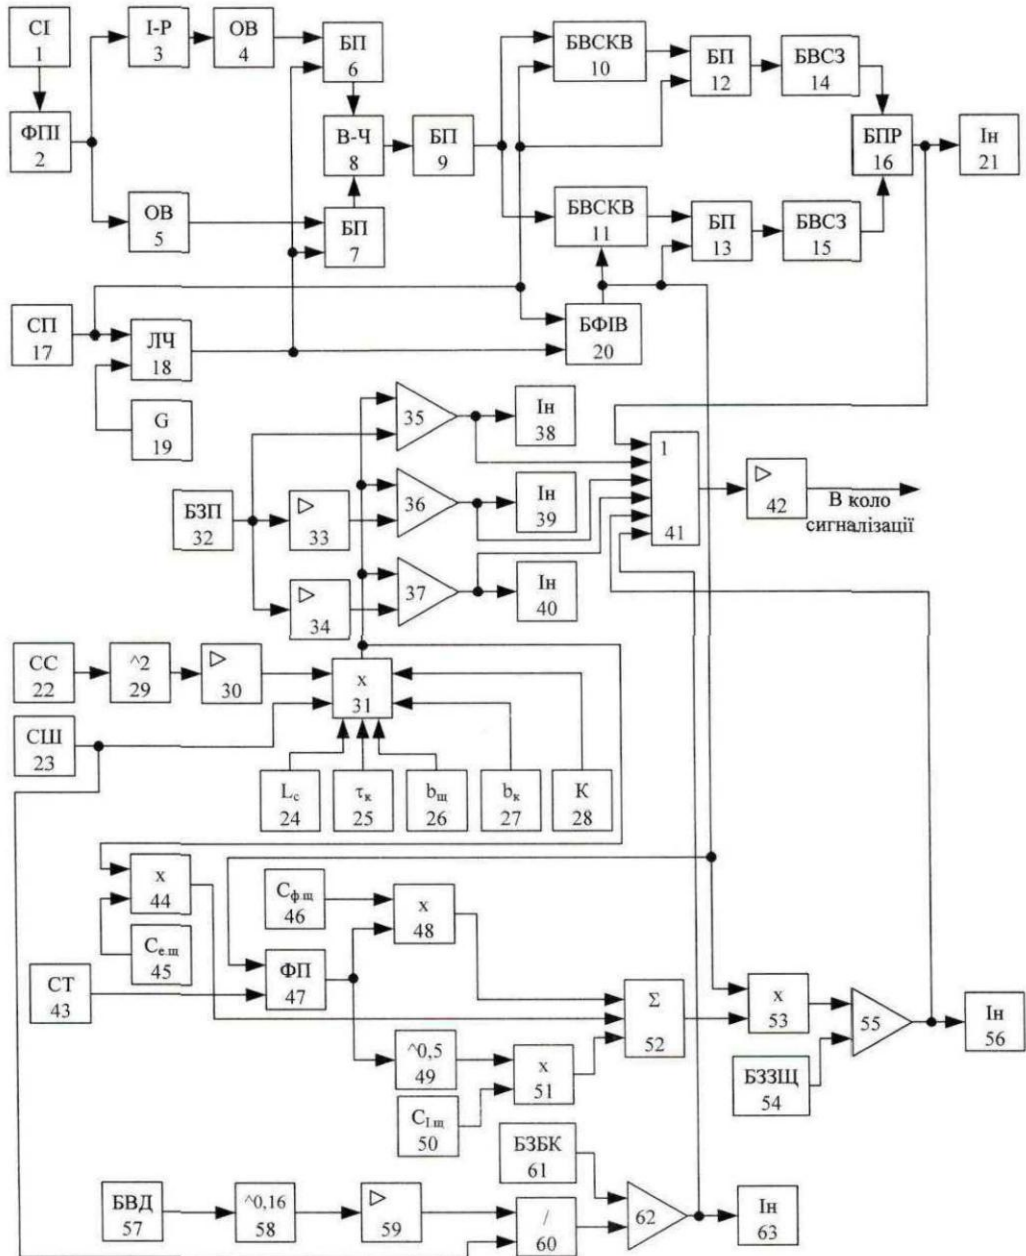 СІ
1
І-Р
3
ОВ
4
БП
6
БВСКВ
10
БП
12
БВСЗ
14
ФПІ
2
В-Ч
8
БП
9
БПР
16
Ін
21
ОВ
5
БП
7
БВСКВ
11
БП
13
БВСЗ
15
СП
17
ЛЧ
18
БФІВ
20
G
19
35
Ін
38
1
41
▷
42
В коло
сигналізації
БЗП
32
▷
33
36
Ін
39
▷
34
37
Ін
40
СС
22
^2
29
▷
30
x
31
СШ
23
Lс
24
τк
25
bщ
26
bк
27
К
28
x
44
Cф.щ
46
x
48
Cе.щ
45
СТ
43
ФП
47
Σ
52
x
53
55
Ін
56
^0,5
49
x
51
БЗЗЩ
54
CІ.щ
50
БЗБК
61
БВД
57
^0,16
58
▷
59
/
60
62
Ін
63